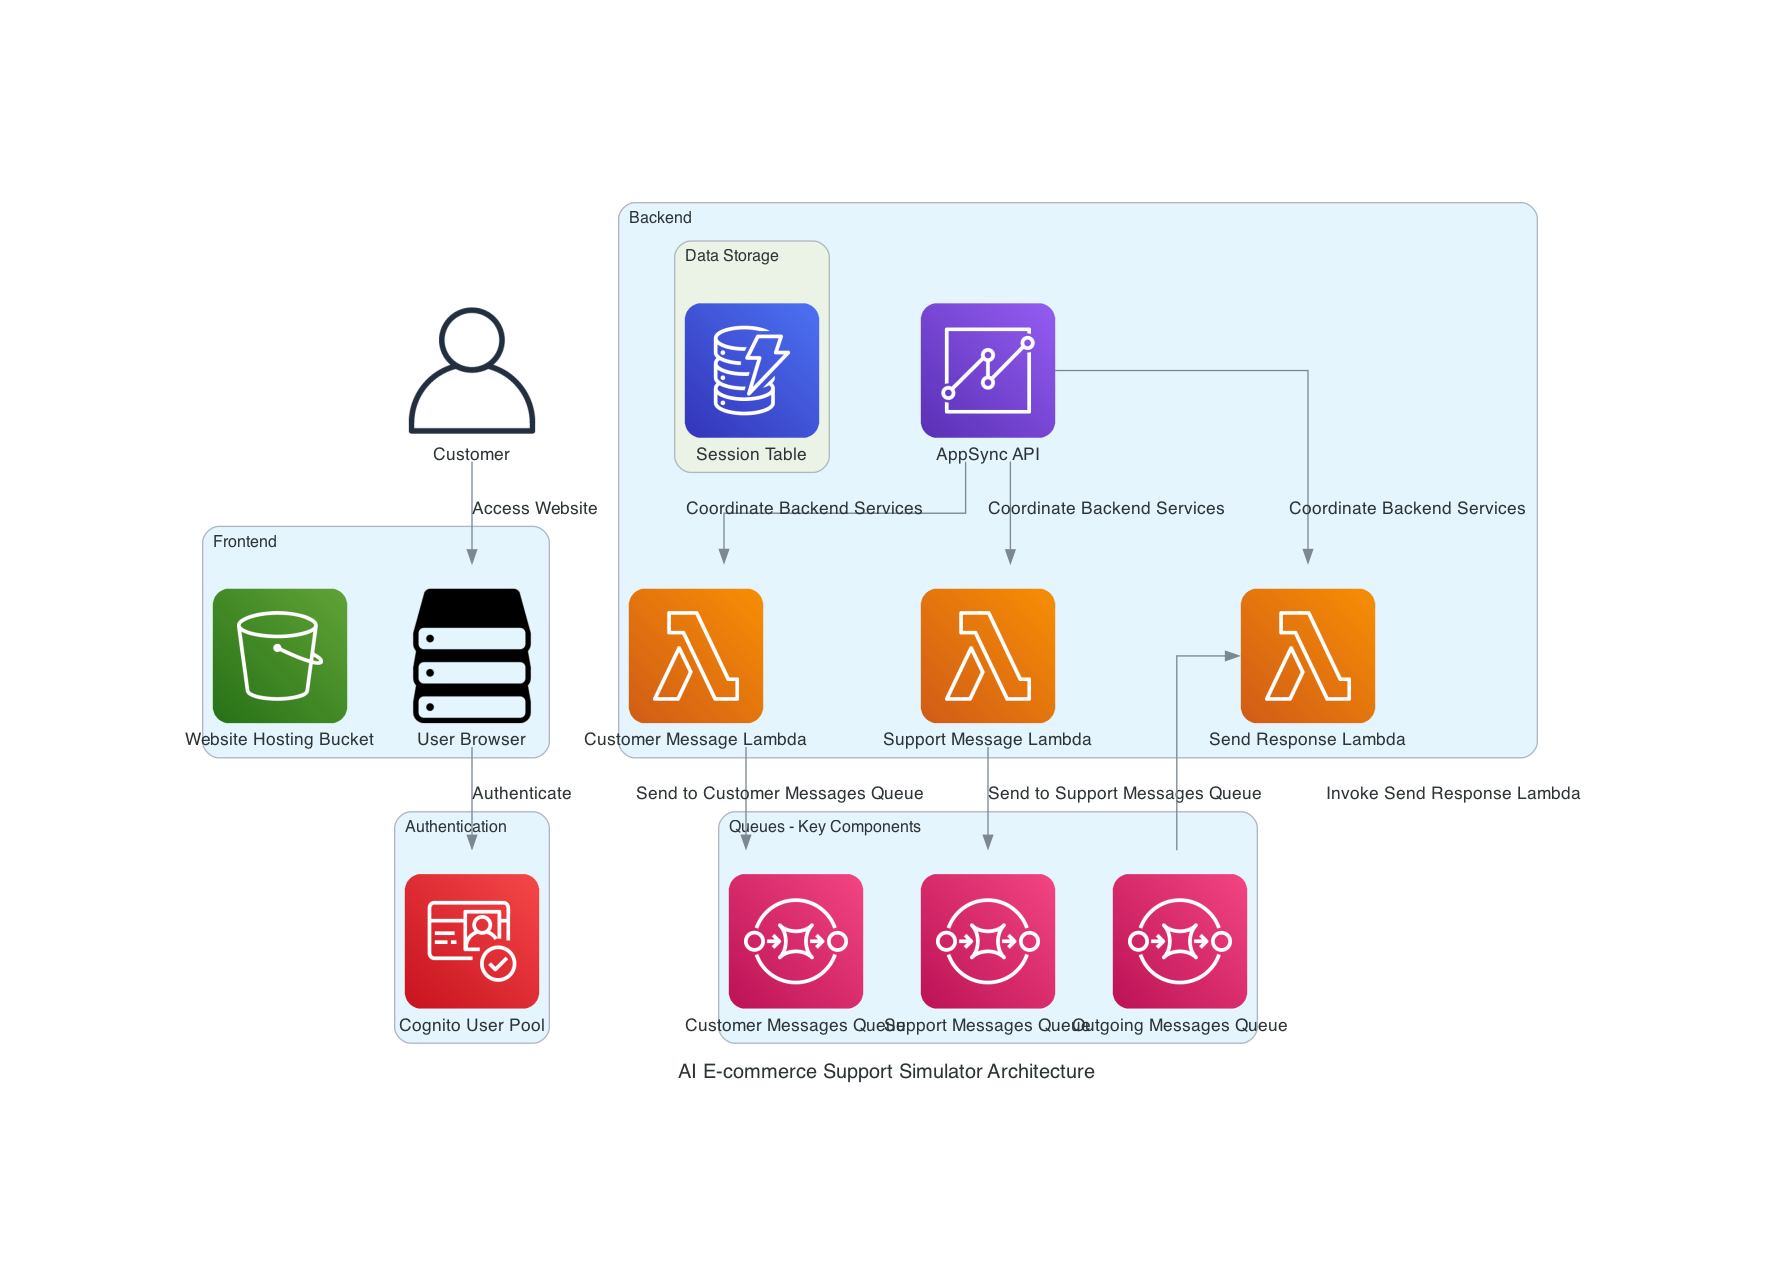 Backend
Data Storage
Session Table
AppSync API
Customer
Access Website
Coordinate Backend Services
Coordinate Backend Services
Coordinate Backend Services
Frontend
Website Hosting Bucket
User Browser
Customer Message Lambda
Support Message Lambda
Send Response Lambda
Authenticate
Send to Customer Messages Queue
Send to Support Messages Queue
Invoke Send Response Lambda
Authentication
Queues - Key Components
Cognito User Pool
Customer Messages Queue
Support Messages Queue
Outgoing Messages Queue
AI E-commerce Support Simulator Architecture